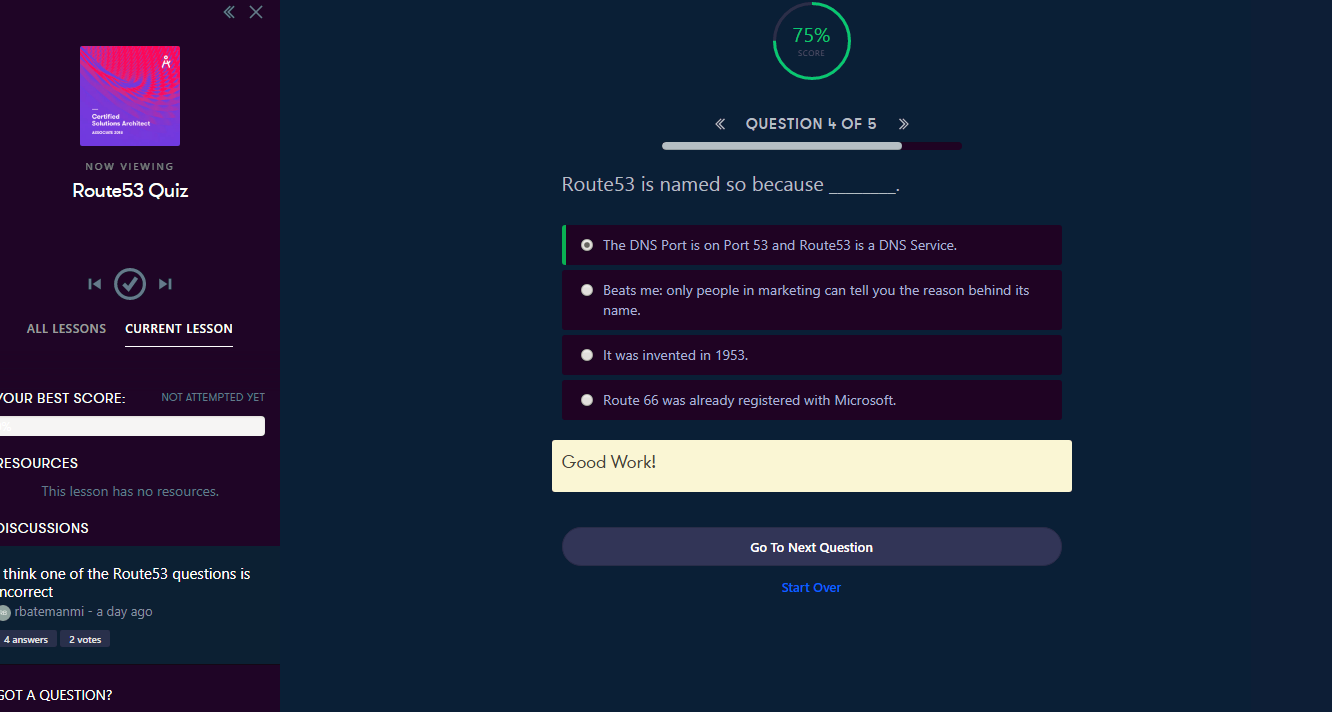 Certified
Solutions Architect
NOW VIEWING
Route53 Quiz
ALL LESSONS CURRENT LESSON
YOUR BEST SCORE: NOT ATTEMPTED YET
RESOURCES
This lesson has no resources.
DISCUSSIONS
think one of the Route53 questions is
ncorrect
rbatemanmi - a day ago
4 answers 2 votes
GOT A QUESTION?
75%
SCORE
QUESTION 4 OF 5
Route53 is named so because ________.
The DNS Port is on Port 53 and Route53 is a DNS Service.
Beats me: only people in marketing can tell you the reason behind its
name.
It was invented in 1953.
Route 66 was already registered with Microsoft.
Good Work!
Go To Next Question
Start Over